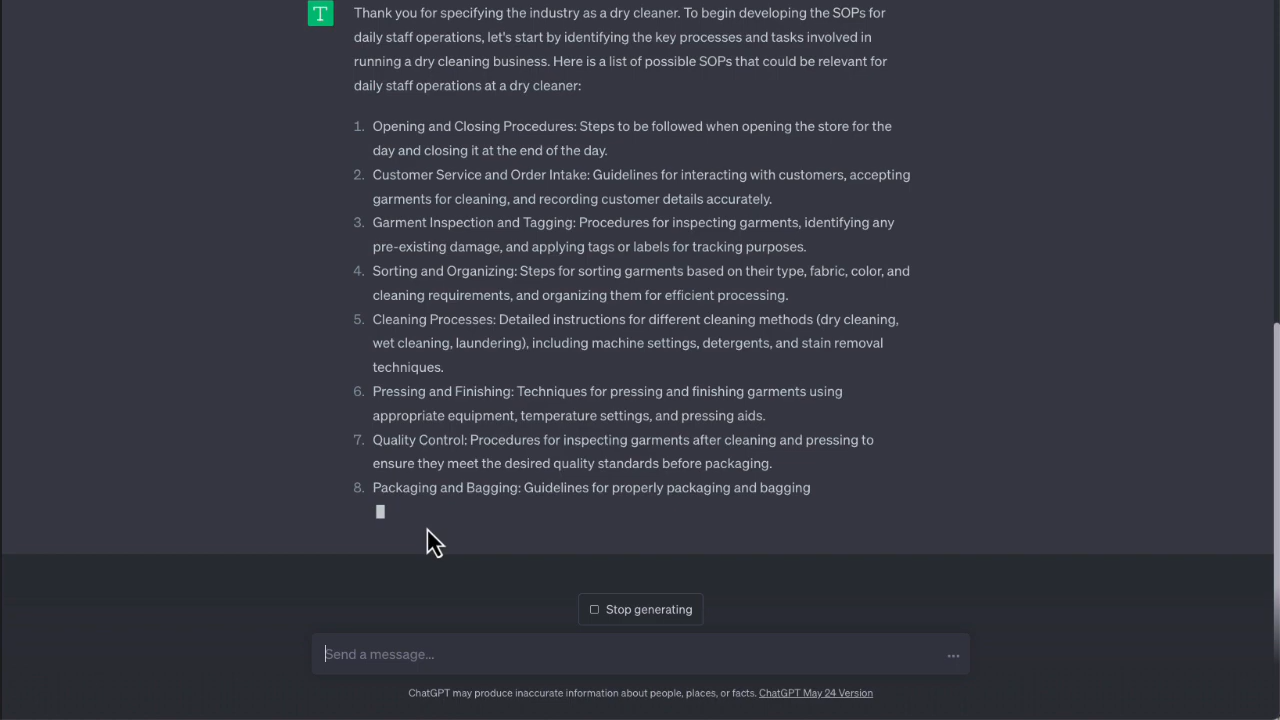 T
Thank you for specifying the industry as a dry cleaner. To begin developing the SOPs for
daily staff operations, let's start by identifying the key processes and tasks involved in
running a dry cleaning business. Here is a list of possible SOPs that could be relevant for
daily staff operations at a dry cleaner:
1. Opening and Closing Procedures: Steps to be followed when opening the store for the
day and closing it at the end of the day.
2. Customer Service and Order Intake: Guidelines for interacting with customers, accepting
garments for cleaning, and recording customer details accurately.
3. Garment Inspection and Tagging: Procedures for inspecting garments, identifying any
pre-existing damage, and applying tags or labels for tracking purposes.
4. Sorting and Organizing: Steps for sorting garments based on their type, fabric, color, and
cleaning requirements, and organizing them for efficient processing.
5. Cleaning Processes: Detailed instructions for different cleaning methods (dry cleaning,
wet cleaning, laundering), including machine settings, detergents, and stain removal
techniques.
6. Pressing and Finishing: Techniques for pressing and finishing garments using
appropriate equipment, temperature settings, and pressing aids.
7. Quality Control: Procedures for inspecting garments after cleaning and pressing to
ensure they meet the desired quality standards before packaging.
8. Packaging and Bagging: Guidelines for properly packaging and bagging
Stop generating
Send a message...
ChatGPT may produce inaccurate information about people, places, or facts. ChatGPT May 24 Version